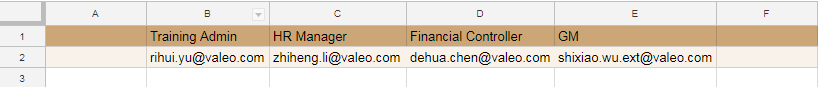 A B C D E F
1 Training Admin HR Manager Financial Controller GM
2 rihui.yu@valeo.com zhiheng.li@valeo.com dehua.chen@valeo.com shixiao.wu.ext@valeo.com
3